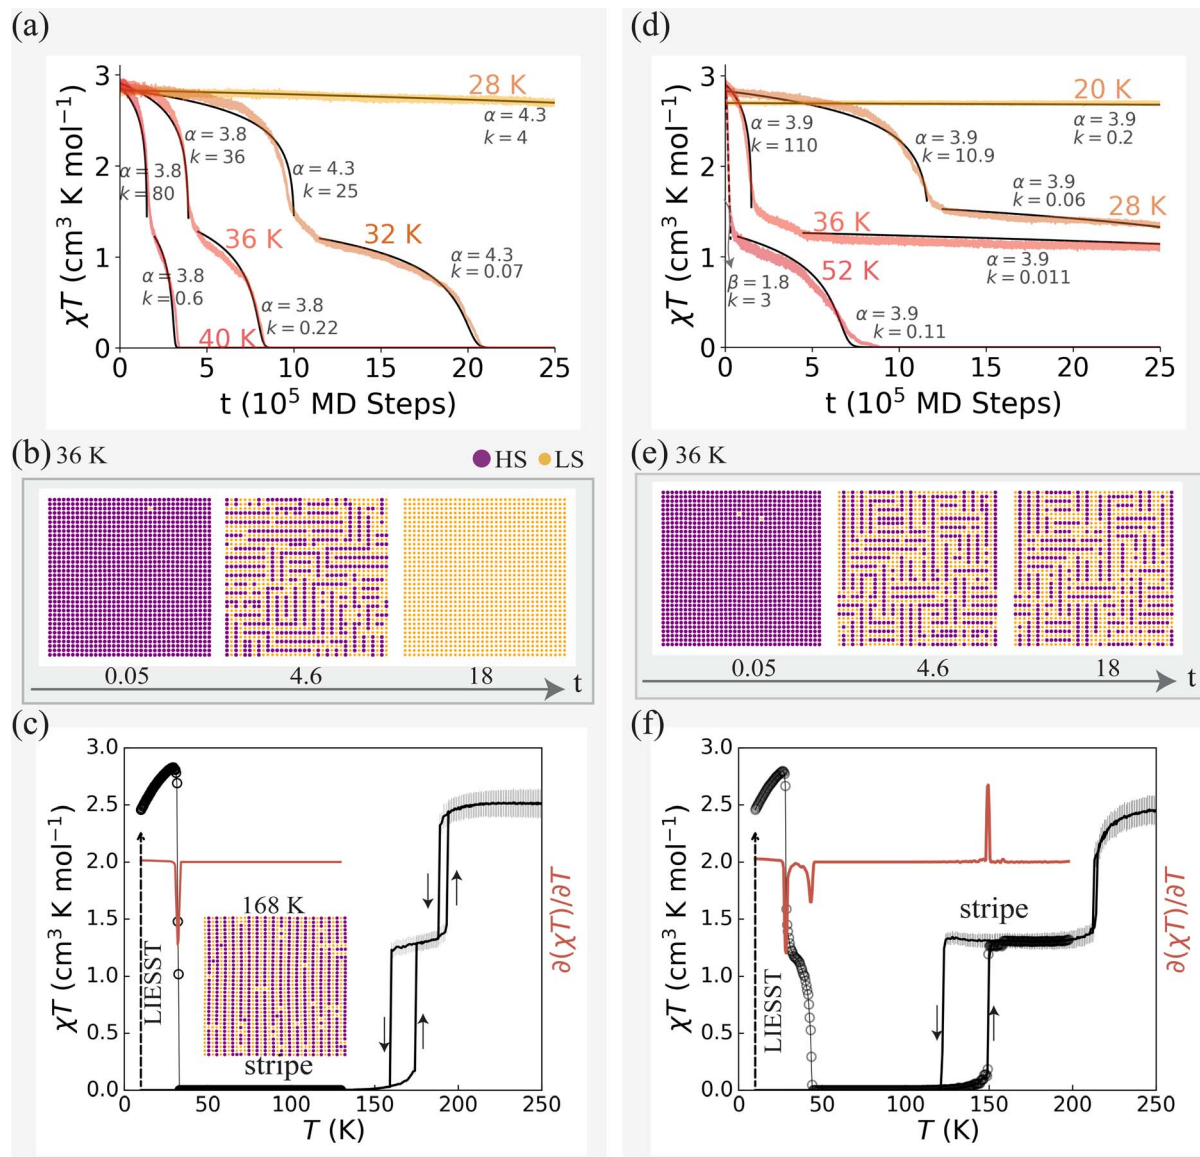 (a)
3
2
1
0
χT (cm³ K mol⁻¹)
28 K
α = 4.3
k = 4
α = 3.8
k = 36
α = 3.8
k = 80
α = 4.3
k = 25
36 K
32 K
α = 4.3
k = 0.07
α = 3.8
k = 0.6
α = 3.8
k = 0.22
40 K
0 5 10 15 20 25
t (10⁵ MD Steps)
(b) 36 K
HS LS
0.05 4.6 18 t
(c)
3.0
2.5
2.0
1.5
1.0
0.5
0.0
χT (cm³ K mol⁻¹)
LIESST
168 K
stripe
∂(χT)/∂T
0 50 100 150 200 250
T (K)
(d)
3
2
1
0
χT (cm³ K mol⁻¹)
20 K
α = 3.9
k = 0.2
α = 3.9
k = 110
α = 3.9
k = 10.9
α = 3.9
k = 0.06
28 K
36 K
α = 3.9
k = 0.011
52 K
β = 1.8
k = 3
α = 3.9
k = 0.11
0 5 10 15 20 25
t (10⁵ MD Steps)
(e) 36 K
0.05 4.6 18 t
(f)
3.0
2.5
2.0
1.5
1.0
0.5
0.0
χT (cm³ K mol⁻¹)
LIESST
stripe
∂(χT)/∂T
0 50 100 150 200 250
T (K)